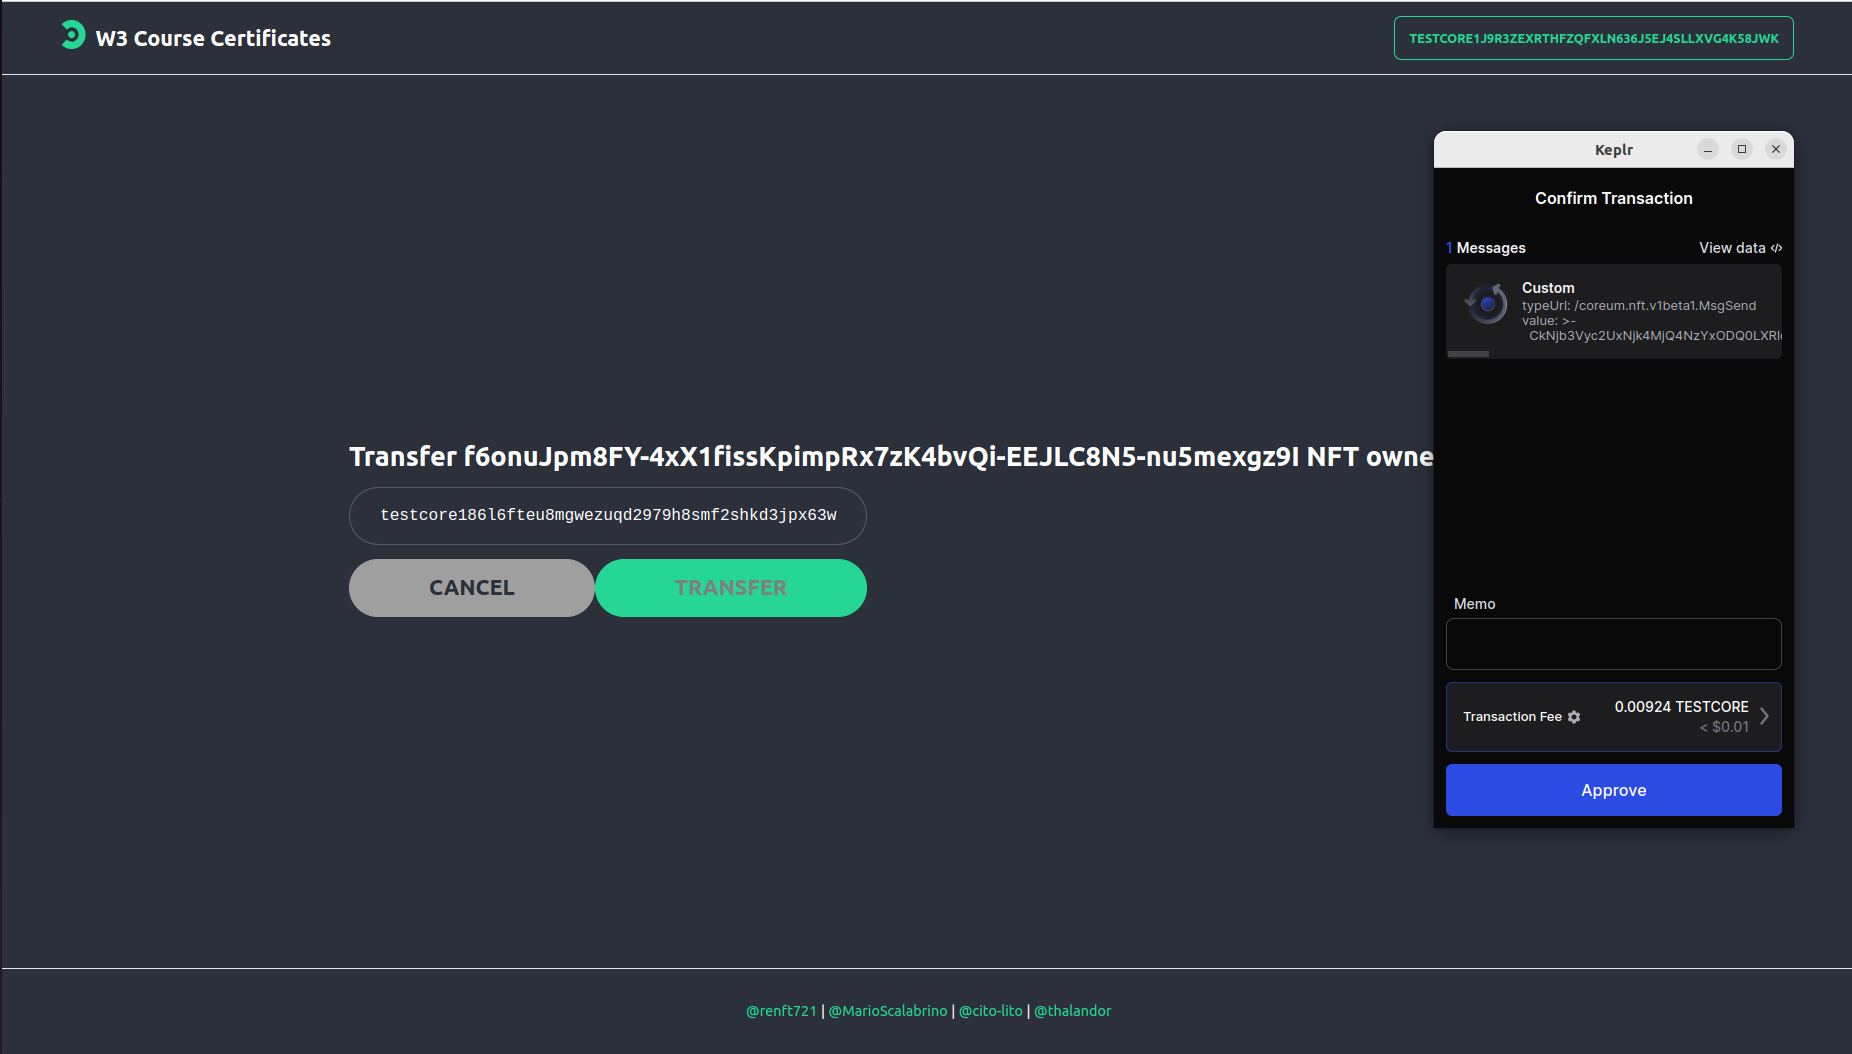 W3 Course Certificates
TESTCORE1J9R3ZEXRTHFZQFXLN636J5EJ4SLLXVG4K58JWK
Transfer f6onuJpm8FY-4xX1fissKpimpRx7zK4bvQi-EEJLC8N5-nu5mexgz9I NFT owne
testcore186l6fteu8mgwezuqd2979h8smf2shkd3jpx63w
CANCEL
TRANSFER
Keplr
Confirm Transaction
1 Messages
View data </>
Custom
typeUrl: /coreum.nft.v1beta1.MsgSend
value: >-
CkNjb3Vyc2UxNjk4MjQ4NzYxODQ0LXRl
Memo
Transaction Fee
0.00924 TESTCORE
< $0.01
Approve
@renft721 | @MarioScalabrino | @cito-lito | @thalandor